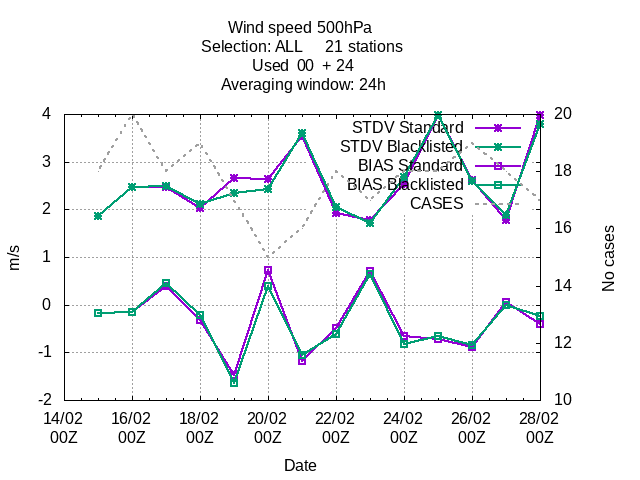 Wind speed 500hPa
Selection: ALL     21 stations
Used  00  + 24
Averaging window: 24h
STDV Standard
STDV Blacklisted
BIAS Standard
BIAS Blacklisted
CASES
4
3
2
1
0
-1
-2
m/s
20
18
16
14
12
10
No cases
14/02 16/02 18/02 20/02 22/02 24/02 26/02 28/02
00Z 00Z 00Z 00Z 00Z 00Z 00Z 00Z
Date